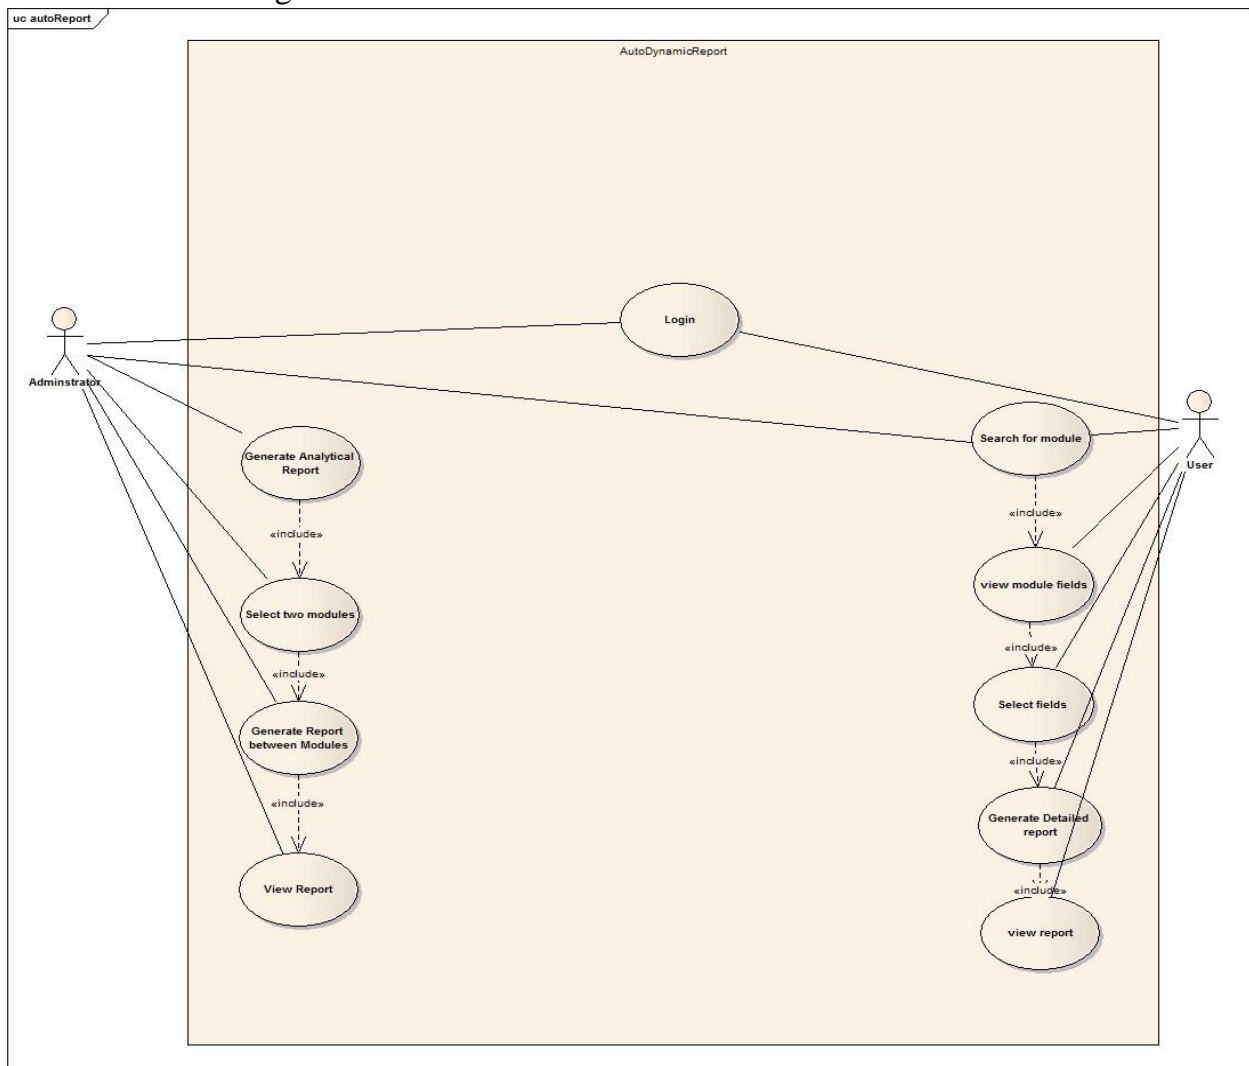 uc autoReport
AutoDynamicReport
Login
Adminstrator
User
Search for module
Generate Analytical
Report
«include»
«include»
Select two modules
view module fields
«include»
«include»
Generate Report
between Modules
Select fields
«include»
«include»
Generate Detailed
report
View Report
«include»
view report